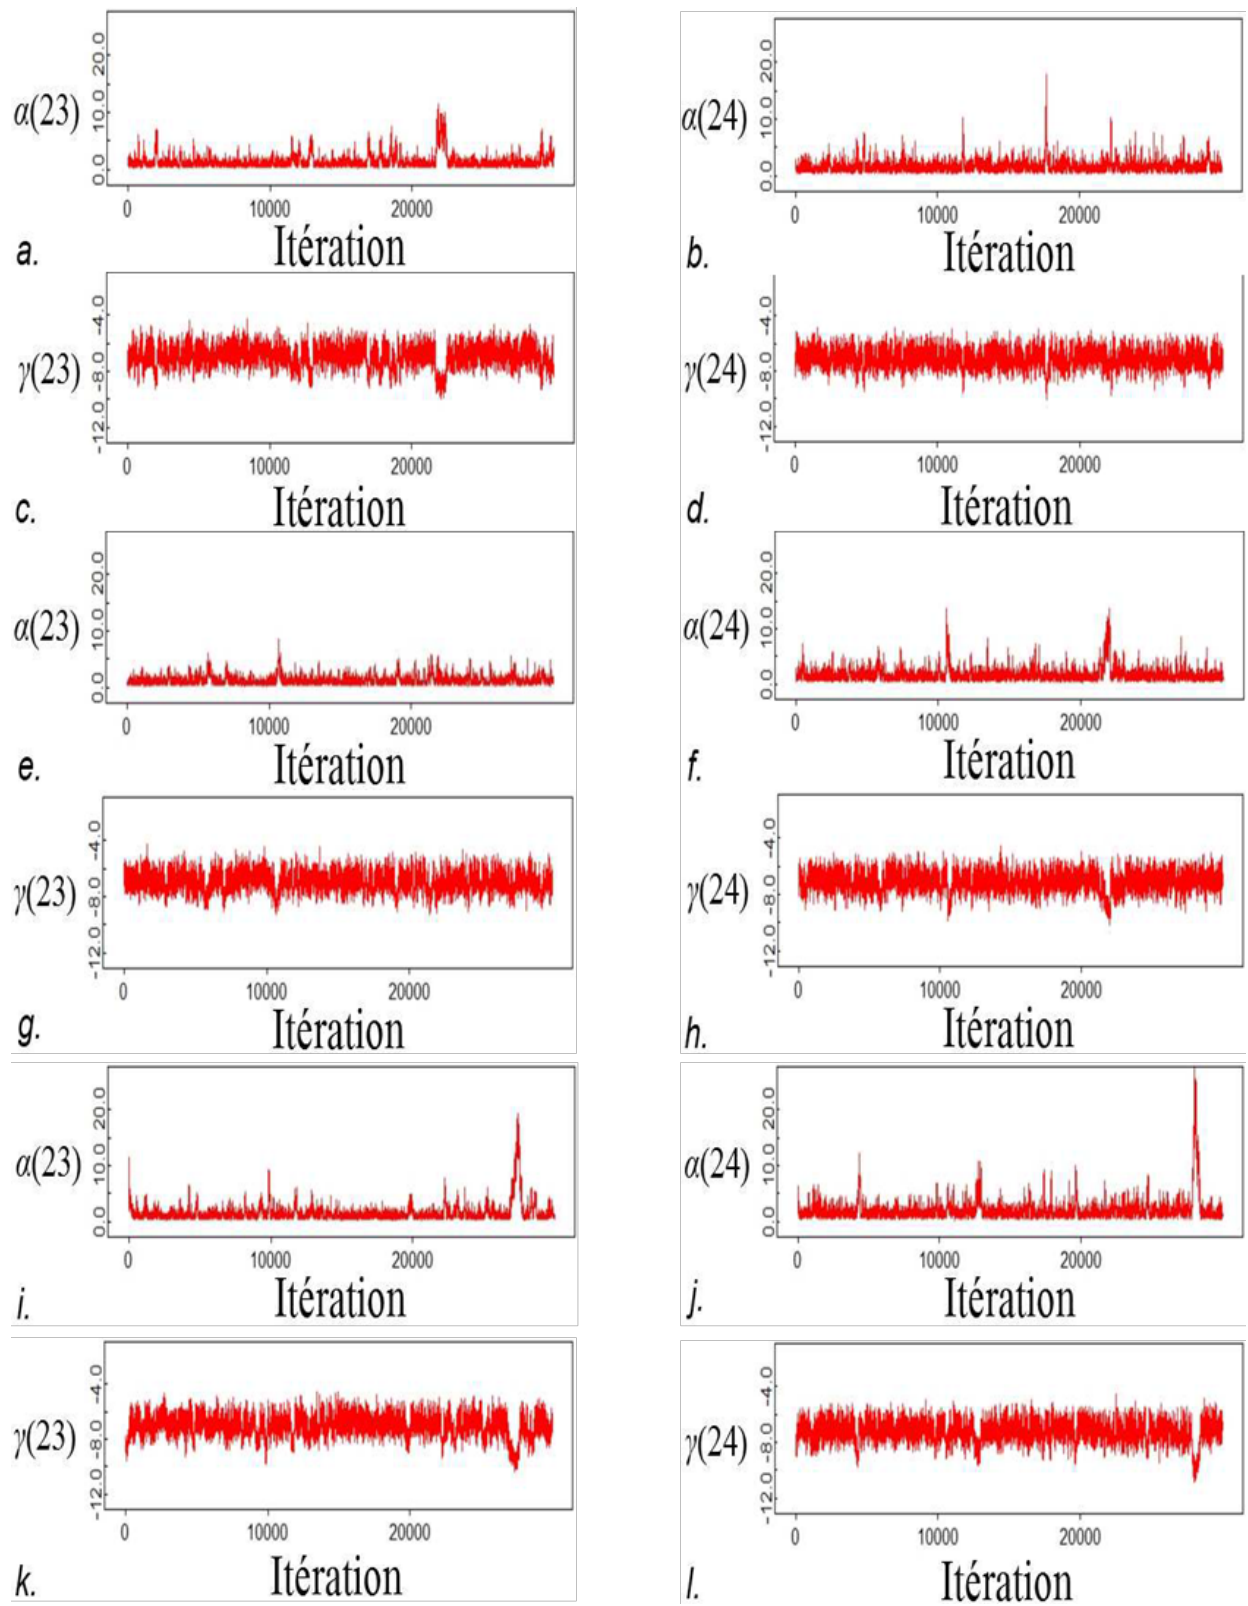 20.0
α(23)
10.0
0.0
0 10000 20000
a. Itération
20.0
α(24)
10.0
0.0
0 10000 20000
b. Itération
-4.0
γ(23)
-8.0
-12.0
0 10000 20000
c. Itération
-4.0
γ(24)
-8.0
-12.0
0 10000 20000
d. Itération
20.0
α(23)
10.0
0.0
0 10000 20000
e. Itération
20.0
α(24)
10.0
0.0
0 10000 20000
f. Itération
-4.0
γ(23)
-8.0
-12.0
0 10000 20000
g. Itération
-4.0
γ(24)
-8.0
-12.0
0 10000 20000
h. Itération
20.0
α(23)
10.0
0.0
0 10000 20000
i. Itération
20.0
α(24)
10.0
0.0
0 10000 20000
j. Itération
-4.0
γ(23)
-8.0
-12.0
0 10000 20000
k. Itération
-4.0
γ(24)
-8.0
-12.0
0 10000 20000
l. Itération